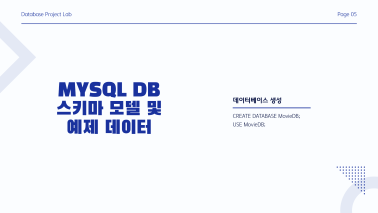 Database Project Lab
Page 05
MYSQL DB
스키마 모델 및
예제 데이터
데이터베이스 생성
CREATE DATABASE MovieDB;
USE MovieDB;